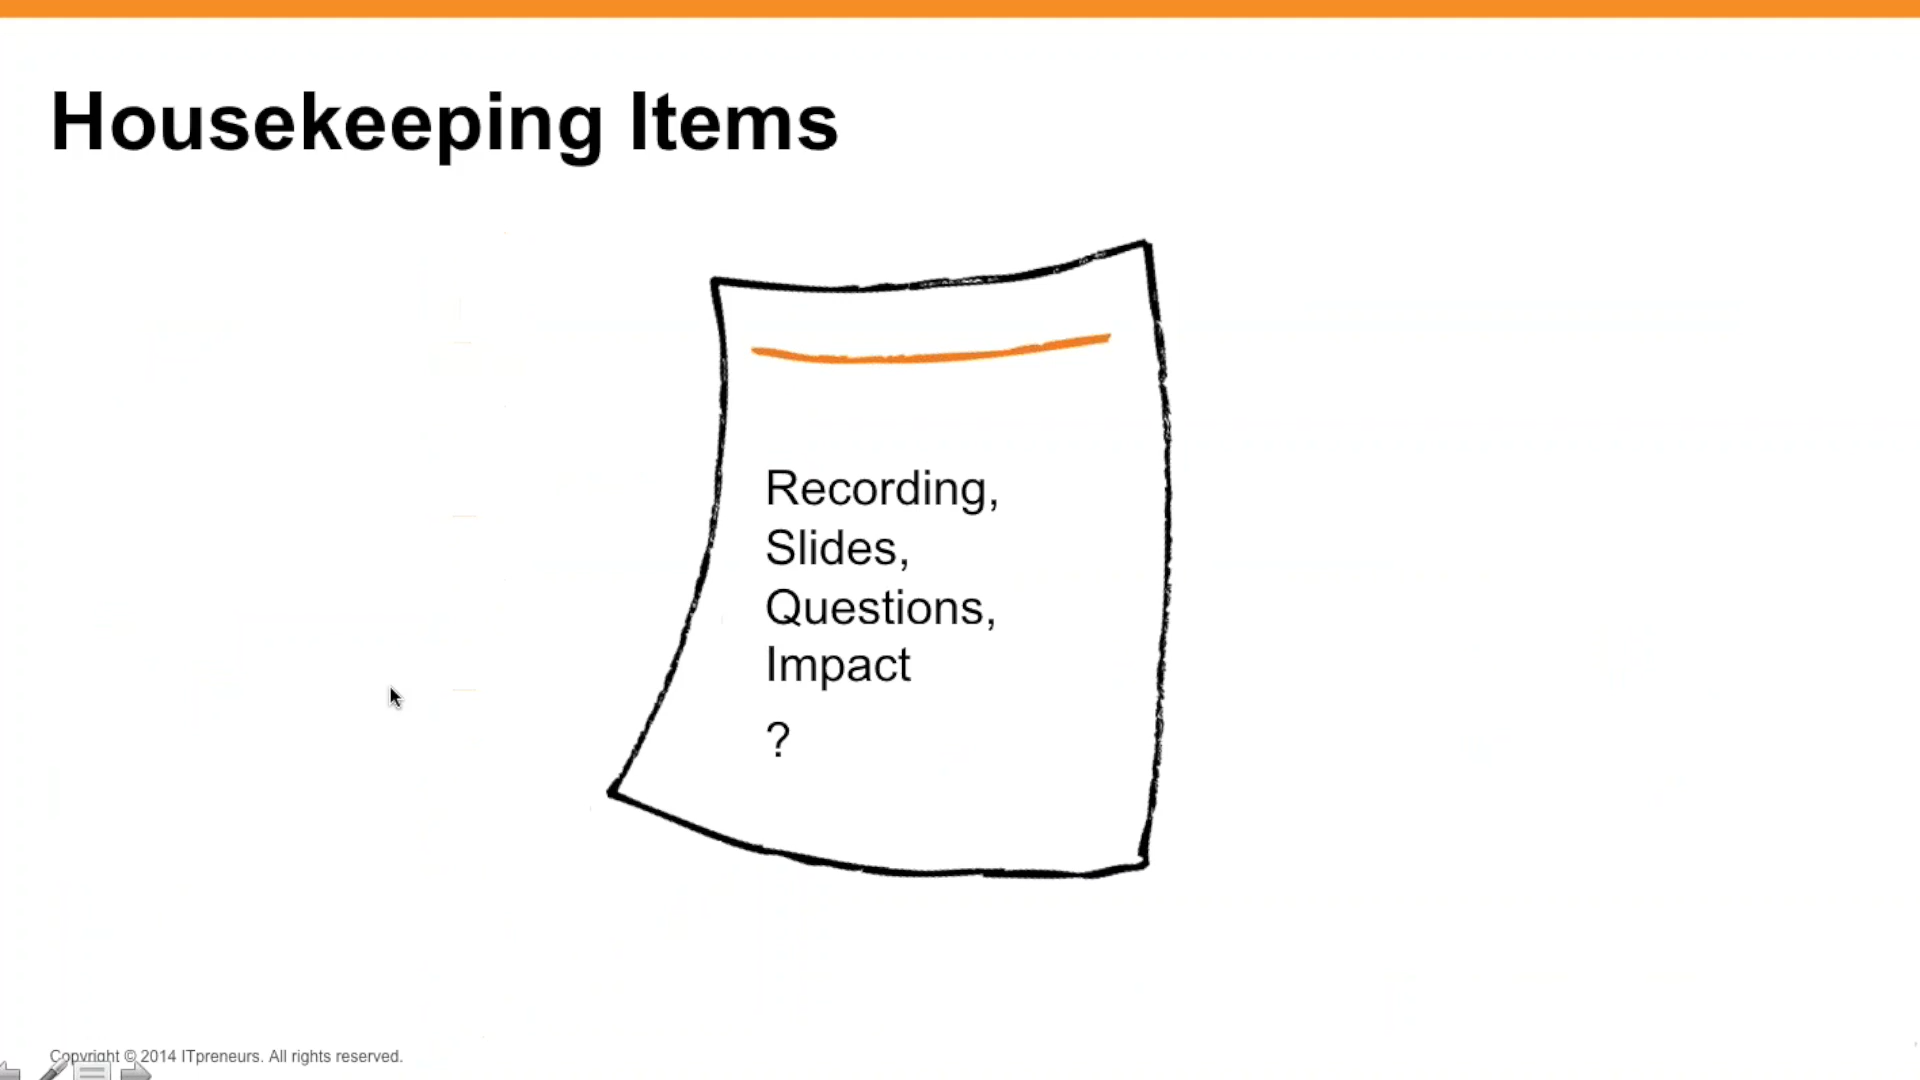 Housekeeping Items
Recording,
Slides,
Questions,
Impact
?
Copyright © 2014 ITpreneurs. All rights reserved.